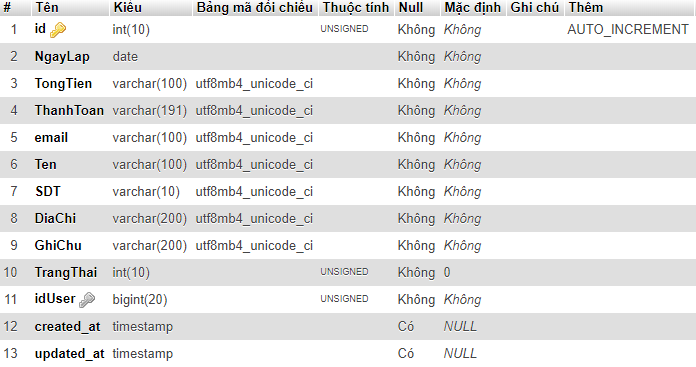 # Tên Kiểu Bảng mã đối chiếu Thuộc tính Null Mặc định Ghi chú Thêm
1 id int(10) UNSIGNED Không Không AUTO_INCREMENT
2 NgayLap date Không Không
3 TongTien varchar(100) utf8mb4_unicode_ci Không Không
4 ThanhToan varchar(191) utf8mb4_unicode_ci Không Không
5 email varchar(100) utf8mb4_unicode_ci Không Không
6 Ten varchar(100) utf8mb4_unicode_ci Không Không
7 SDT varchar(10) utf8mb4_unicode_ci Không Không
8 DiaChi varchar(200) utf8mb4_unicode_ci Không Không
9 GhiChu varchar(200) utf8mb4_unicode_ci Không Không
10 TrangThai int(10) UNSIGNED Không 0
11 idUser bigint(20) UNSIGNED Không Không
12 created_at timestamp Có NULL
13 updated_at timestamp Có NULL